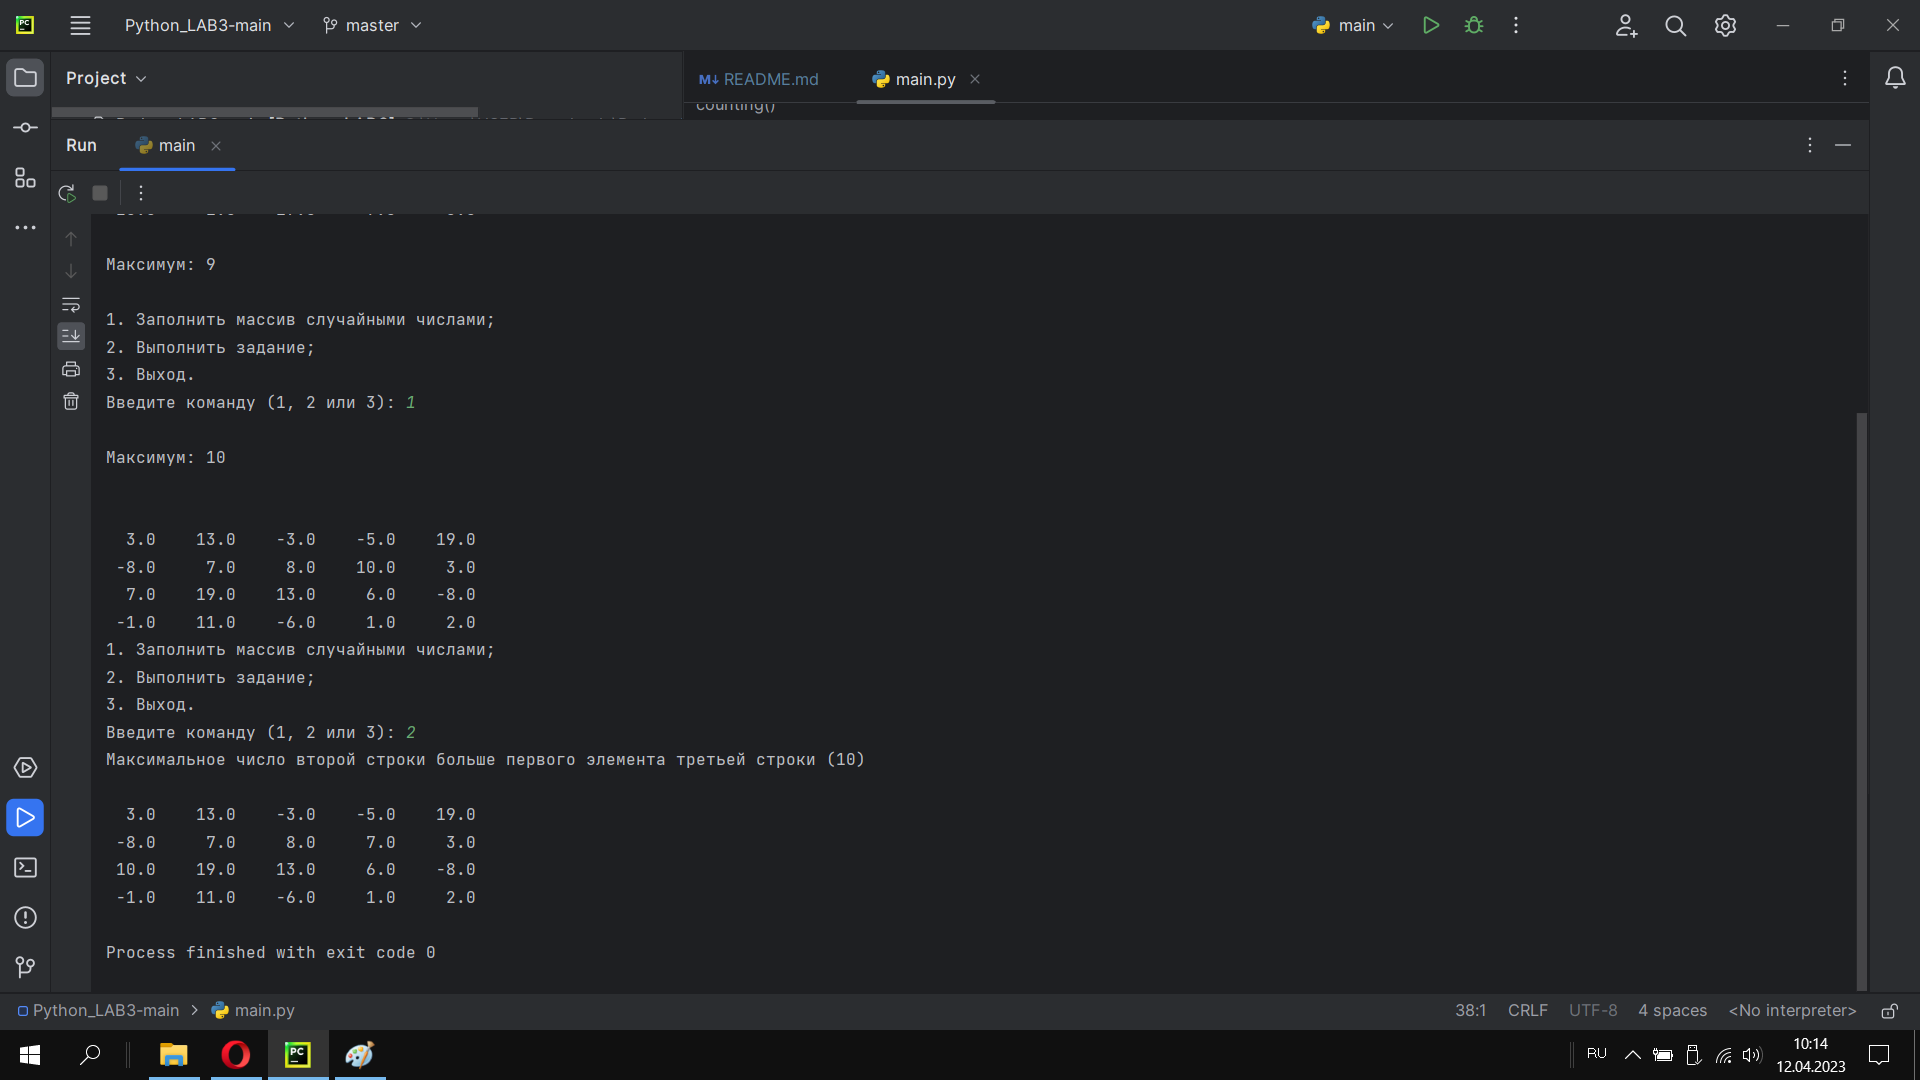 PC
Python_LAB3-main
master
main
Project
M↓ README.md
main.py
counting()
Run
main
Максимум: 9
1. Заполнить массив случайными числами;
2. Выполнить задание;
3. Выход.
Введите команду (1, 2 или 3): 1
Максимум: 10
3.0 13.0 -3.0 -5.0 19.0
-8.0 7.0 8.0 10.0 3.0
7.0 19.0 13.0 6.0 -8.0
-1.0 11.0 -6.0 1.0 2.0
1. Заполнить массив случайными числами;
2. Выполнить задание;
3. Выход.
Введите команду (1, 2 или 3): 2
Максимальное число второй строки больше первого элемента третьей строки (10)
3.0 13.0 -3.0 -5.0 19.0
-8.0 7.0 8.0 7.0 3.0
10.0 19.0 13.0 6.0 -8.0
-1.0 11.0 -6.0 1.0 2.0
Process finished with exit code 0
Python_LAB3-main > main.py
38:1 CRLF UTF-8 4 spaces <No interpreter>
PC
RU
10:14
12.04.2023